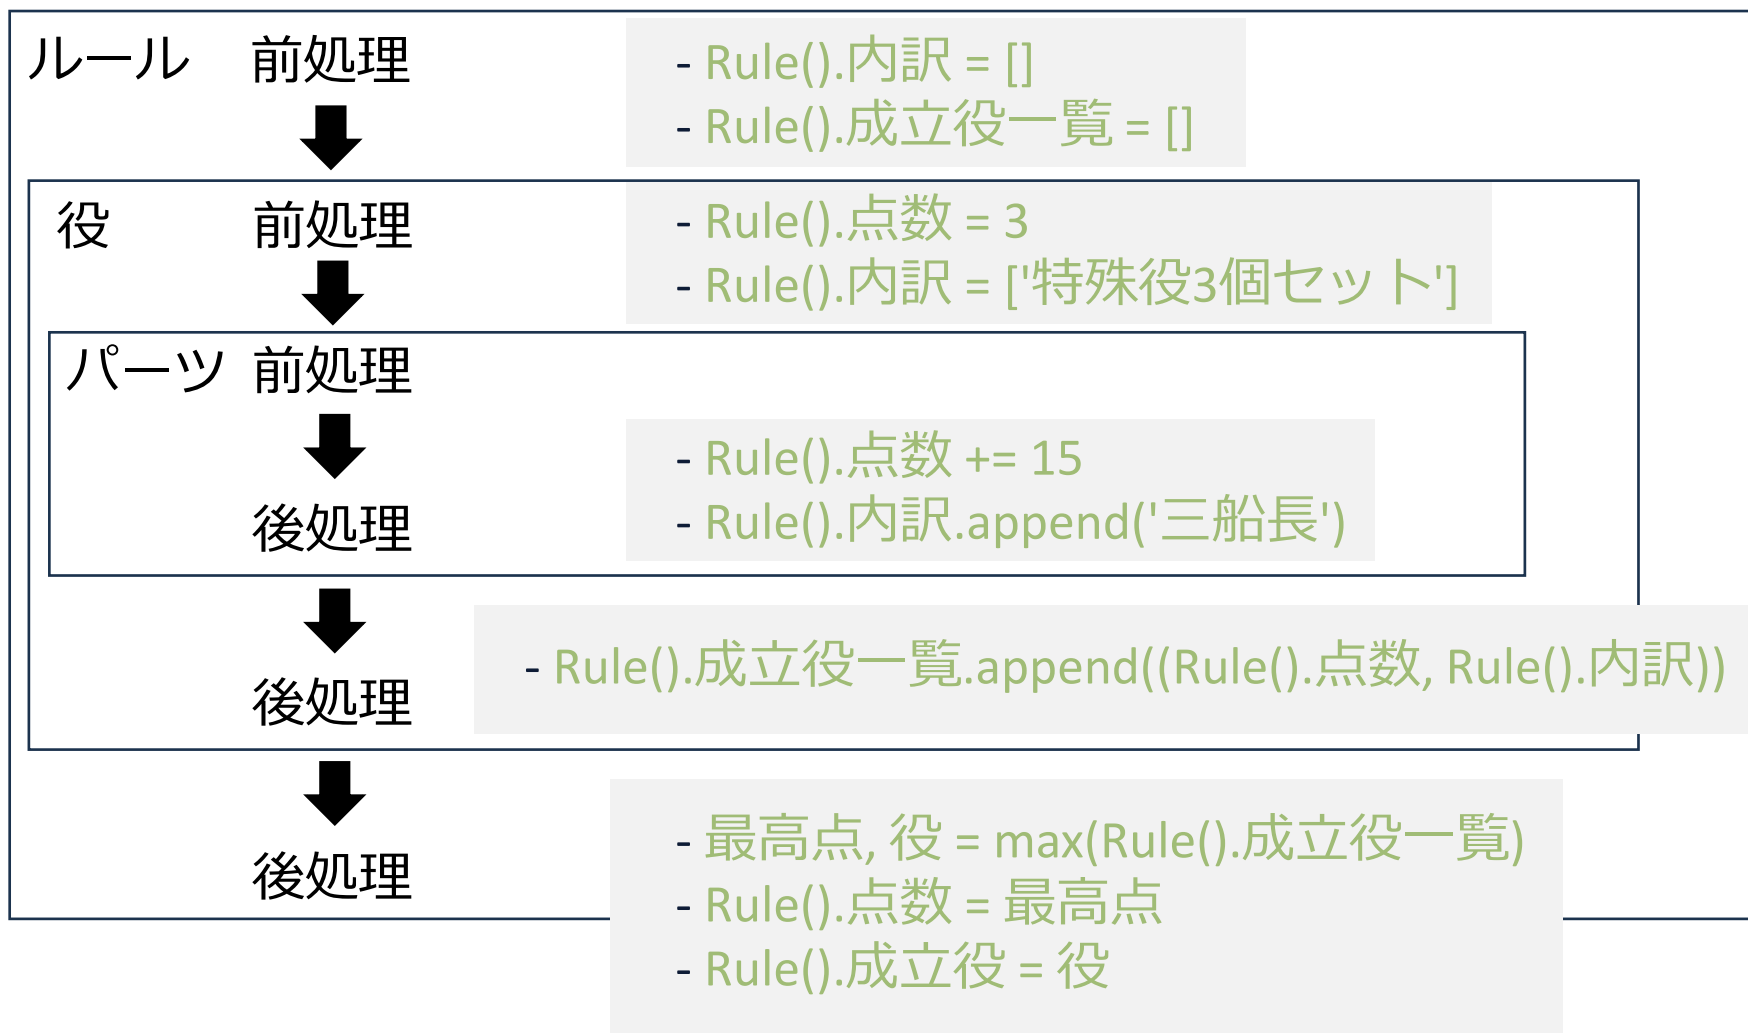 ルール 前処理
- Rule().内訳 = []
- Rule().成立役一覧 = []
役 前処理
- Rule().点数 = 3
- Rule().内訳 = ['特殊役3個セット']
パーツ 前処理
- Rule().点数 += 15
- Rule().内訳.append('三船長')
後処理
- Rule().成立役一覧.append((Rule().点数, Rule().内訳))
後処理
- 最高点, 役 = max(Rule().成立役一覧)
- Rule().点数 = 最高点
- Rule().成立役 = 役
後処理